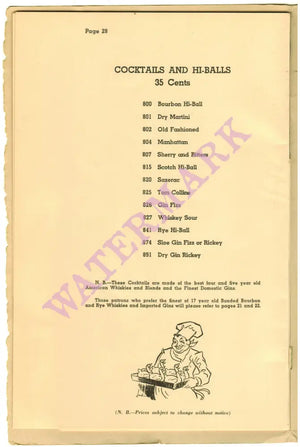 Page 28
COCKTAILS AND HI-BALLS
35 Cents
800 Bourbon Hi-Ball
801 Dry Martini
802 Old Fashioned
804 Manhattan
807 Sherry and Bitters
815 Scotch Hi-Ball
820 Sazerac
825 Tom Collins
826 Gin Fizz
827 Whiskey Sour
841 Rye Hi-Ball
874 Sloe Gin Fizz or Rickey
891 Dry Gin Rickey
N. B.—These Cocktails are made of the best four and five year old
American Whiskies and Blends and the Finest Domestic Gins.
Those patrons who prefer the finest of 17 year old Bonded Bourbon
and Rye Whiskies and Imported Gins will please refer to pages 21 and 22.
(N. B.—Prices subject to change without notice)
WATERMARK